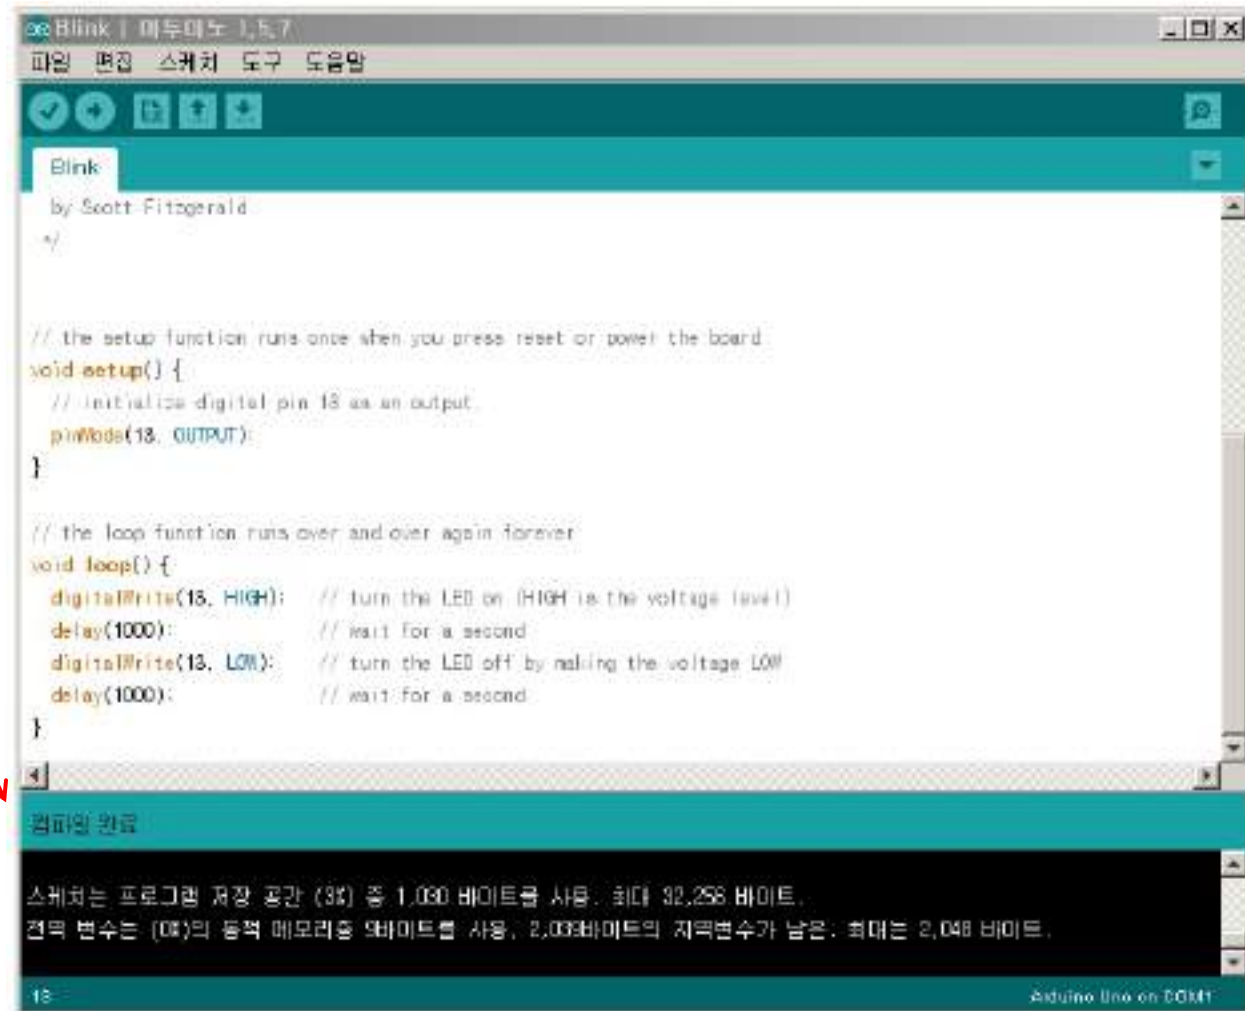 Blink | 아두이노 1.5.7
파일 편집 스케치 도구 도움말
Blink
by Scott Fitzgerald
*/
// the setup function runs once when you press reset or power the board
void setup() {
// initialize digital pin 13 as an output.
pinMode(13, OUTPUT);
}
// the loop function runs over and over again forever
void loop() {
digitalWrite(13, HIGH); // turn the LED on (HIGH is the voltage level)
delay(1000); // wait for a second
digitalWrite(13, LOW); // turn the LED off by making the voltage LOW
delay(1000); // wait for a second
}
컴파일 완료
스케치는 프로그램 저장 공간 (3%) 중 1,030 바이트를 사용. 최대 32,256 바이트.
전역 변수는 (0%)의 동적 메모리중 9바이트를 사용, 2,039바이트의 지역변수가 남음. 최대는 2,048 바이트.
13
Arduino Uno on COM1